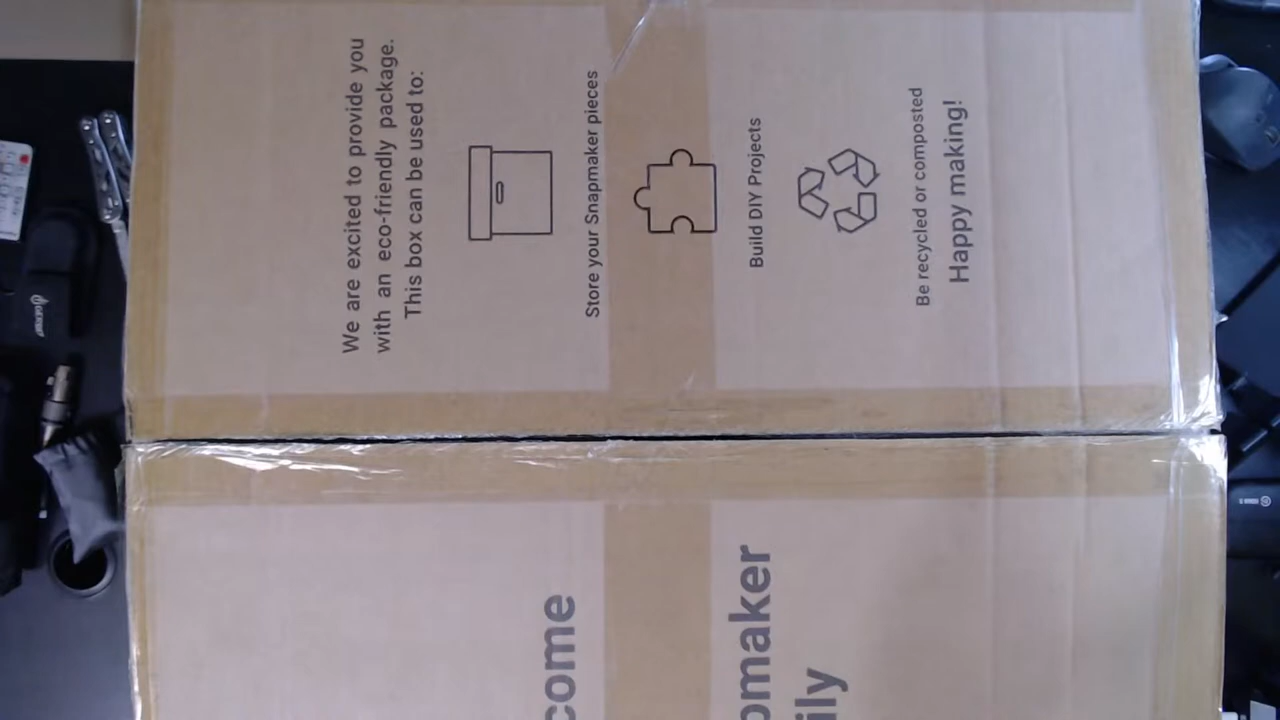 We are excited to provide you
with an eco-friendly package.
This box can be used to:
Store your Snapmaker pieces
Build DIY Projects
Be recycled or composted
Happy making!
come
pmaker
ily